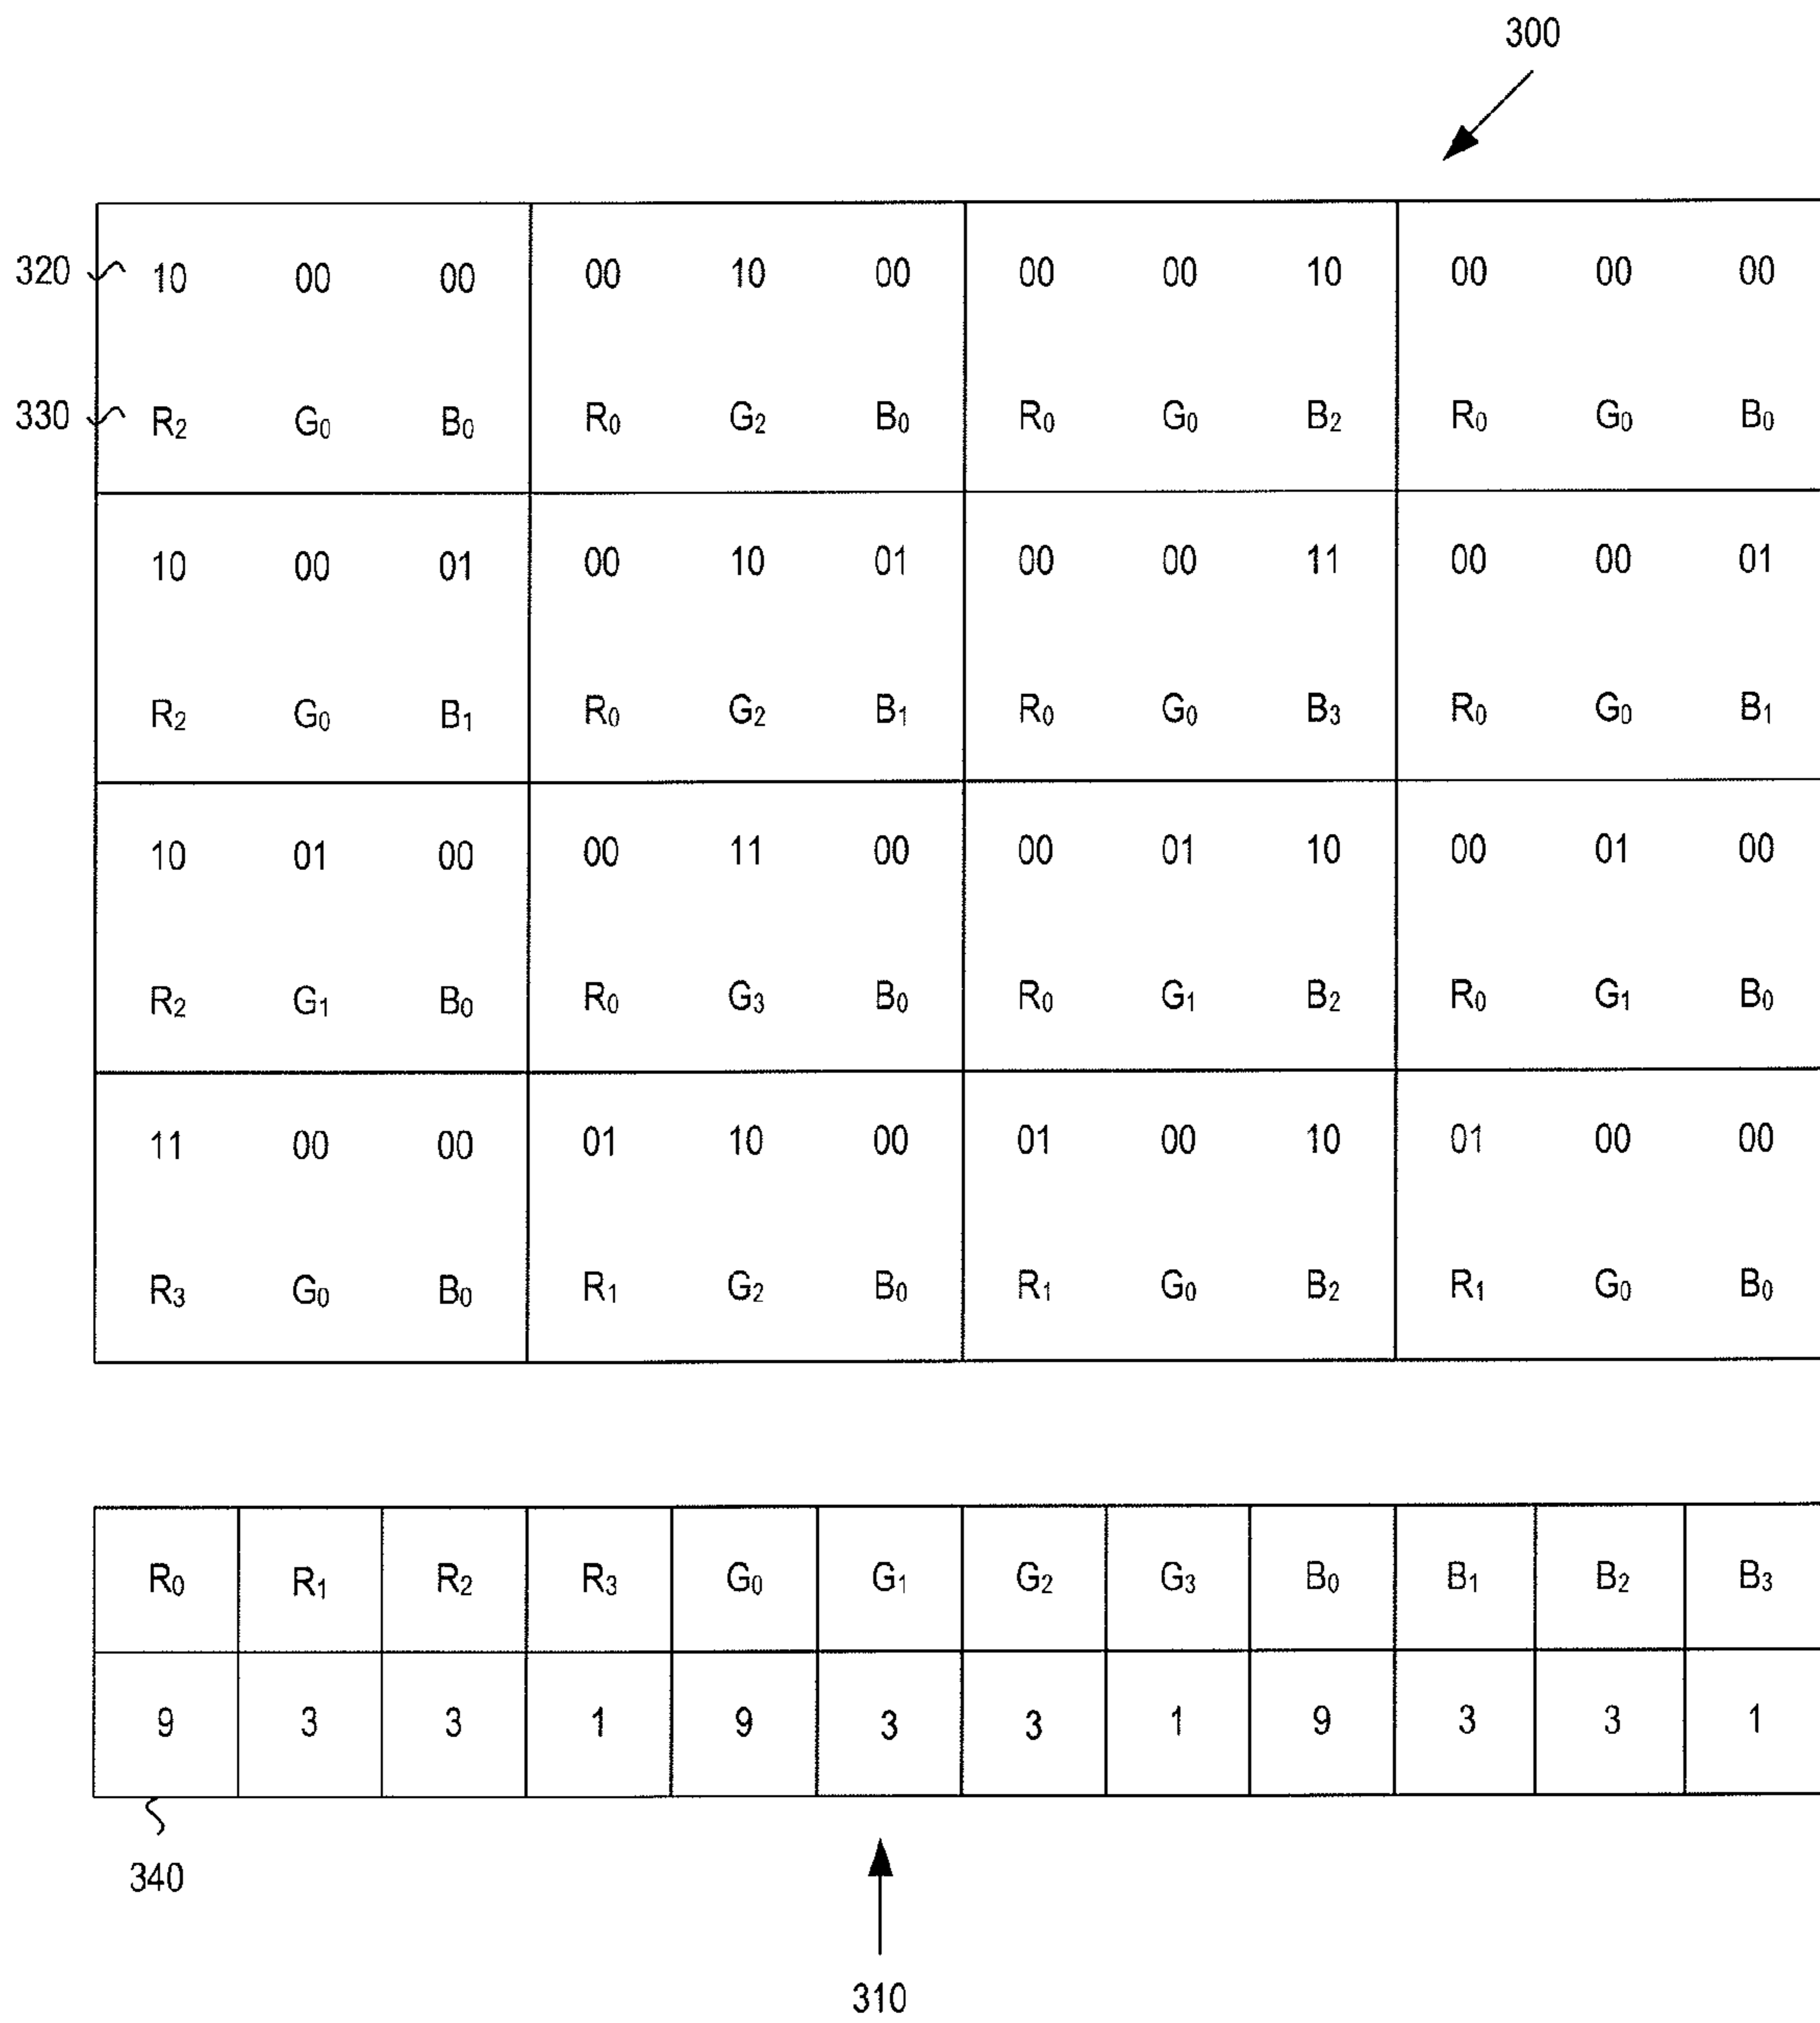 300
320 10 00 00 00 10 00 00 00 10 00 00 00
330 R₂ G₀ B₀ R₀ G₂ B₀ R₀ G₀ B₂ R₀ G₀ B₀
10 00 01 00 10 01 00 00 11 00 00 01
R₂ G₀ B₁ R₀ G₂ B₁ R₀ G₀ B₃ R₀ G₀ B₁
10 01 00 00 11 00 00 01 10 00 01 00
R₂ G₁ B₀ R₀ G₃ B₀ R₀ G₁ B₂ R₀ G₁ B₀
11 00 00 01 10 00 01 00 10 01 00 00
R₃ G₀ B₀ R₁ G₂ B₀ R₁ G₀ B₂ R₁ G₀ B₀
R₀ R₁ R₂ R₃ G₀ G₁ G₂ G₃ B₀ B₁ B₂ B₃
9 3 3 1 9 3 3 1 9 3 3 1
340
310